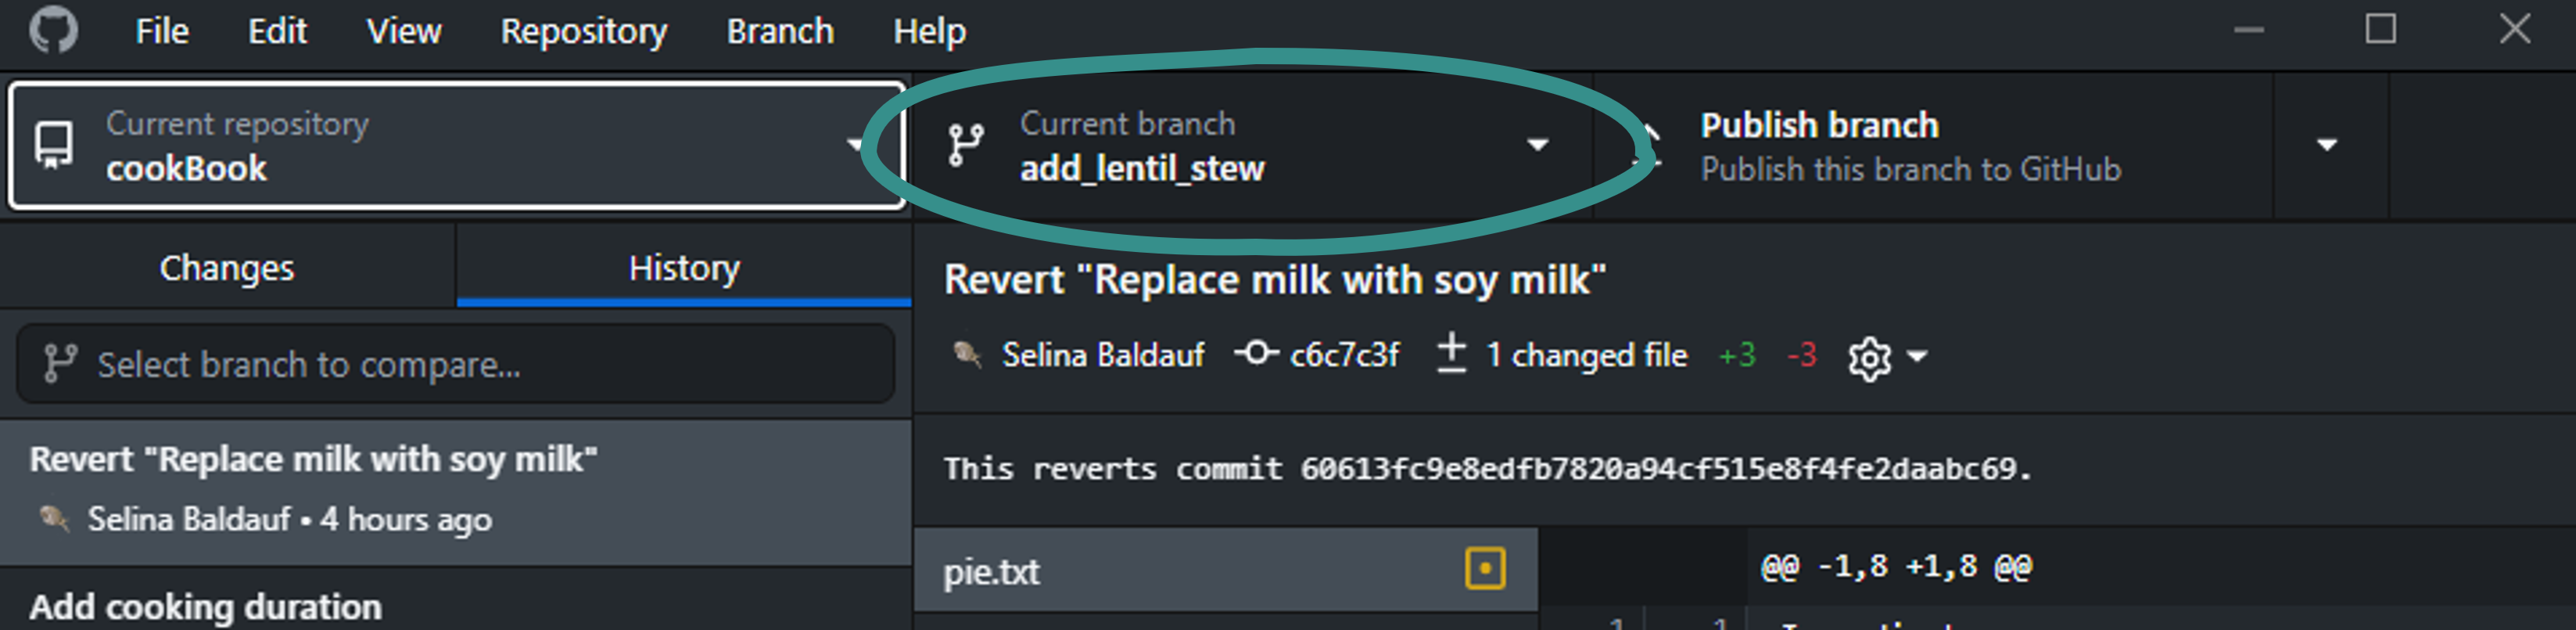 File Edit View Repository Branch Help
Current repository
cookBook
Current branch
add_lentil_stew
Publish branch
Publish this branch to GitHub
Changes
History
Select branch to compare...
Revert "Replace milk with soy milk"
Selina Baldauf • 4 hours ago
Add cooking duration
Revert "Replace milk with soy milk"
Selina Baldauf c6c7c3f 1 changed file +3 -3
This reverts commit 60613fc9e8edfb7820a94cf515e8f4fe2daabc69.
pie.txt
@@ -1,8 +1,8 @@
1 1